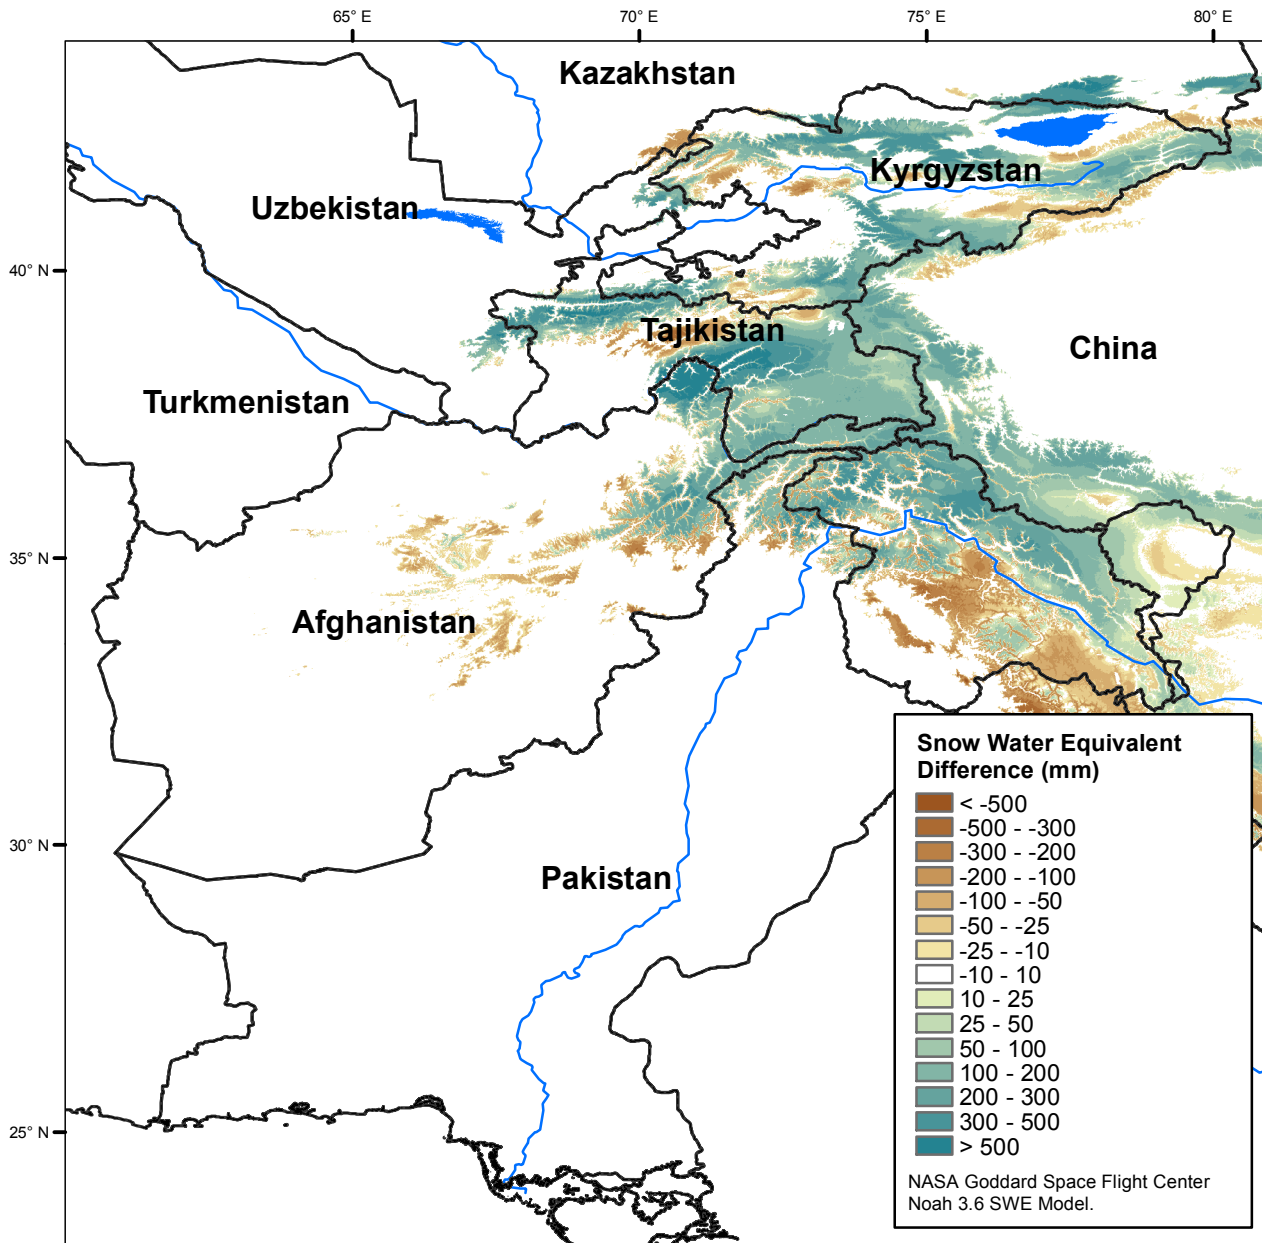 65° E
70° E
75° E
80° E
Kazakhstan
Kyrgyzstan
Uzbekistan
40° N
Tajikistan
China
Turkmenistan
35° N
Afghanistan
30° N
Pakistan
25° N
Snow Water Equivalent
Difference (mm)
< -500
-500 - -300
-300 - -200
-200 - -100
-100 - -50
-50 - -25
-25 - -10
-10 - 10
10 - 25
25 - 50
50 - 100
100 - 200
200 - 300
300 - 500
> 500
NASA Goddard Space Flight Center
Noah 3.6 SWE Model.